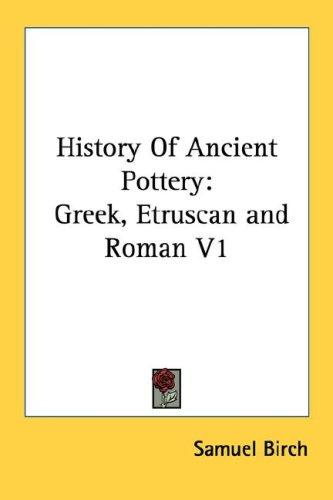 History Of Ancient
Pottery:
Greek, Etruscan and
Roman V1
Samuel Birch